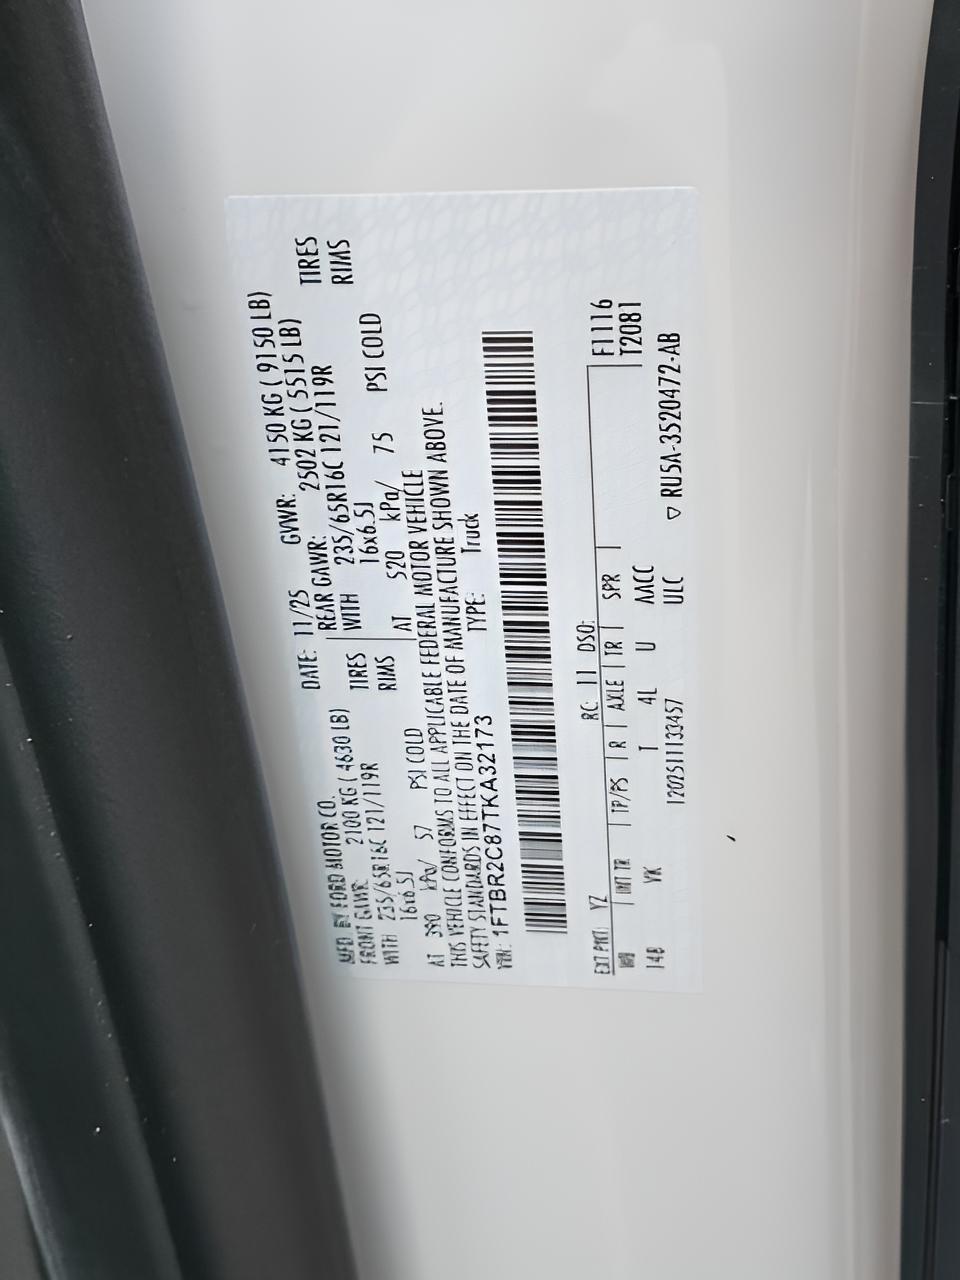 MFD. BY FORD MOTOR CO.
DATE: 11/25 GVWR: 4150 KG ( 9150 LB)
FRONT GAWR: 2100 KG ( 4630 LB) REAR GAWR: 2502 KG ( 5515 LB)
WITH 235/65R16C 121/119R TIRES WITH 235/65R16C 121/119R TIRES
16x6.5J RIMS 16x6.5J RIMS
AT 390 kPa/ 57 PSI COLD AT 520 kPa/ 75 PSI COLD
THIS VEHICLE CONFORMS TO ALL APPLICABLE FEDERAL MOTOR VEHICLE
SAFETY STANDARDS IN EFFECT ON THE DATE OF MANUFACTURE SHOWN ABOVE.
VIN: 1FTBR2C87TKA32173 TYPE: Truck
EXT PNT: YZ RC: 11 DSO: F1116
WB INT TR TP/PS R AXLE TR SPR T2081
148 YK T 4L U AACC
12025111133457 ULC ▽ RU5A-3520472-AB